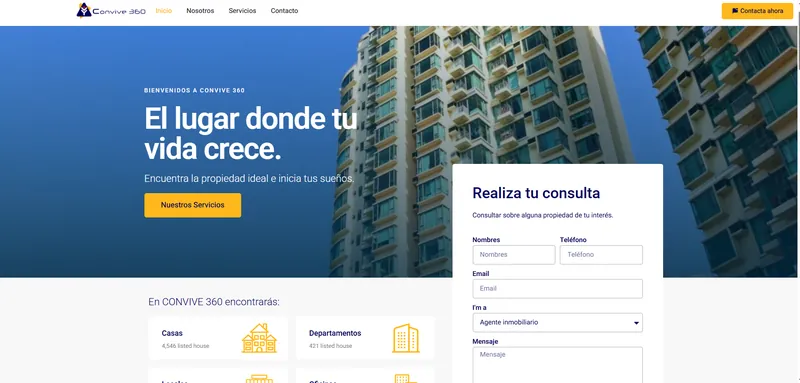 Convive 360
Inicio
Nosotros
Servicios
Contacto
Contacta ahora
BIENVENIDOS A CONVIVE 360
El lugar donde tu
vida crece.
Encuentra la propiedad ideal e inicia tus sueños.
Nuestros Servicios
Realiza tu consulta
Consultar sobre alguna propiedad de tu interés.
Nombres
Teléfono
Nombres
Teléfono
Email
Email
I'm a
Agente inmobiliario
Mensaje
Mensaje
En CONVIVE 360 encontrarás:
Casas
4,546 listed house
Departamentos
421 listed house